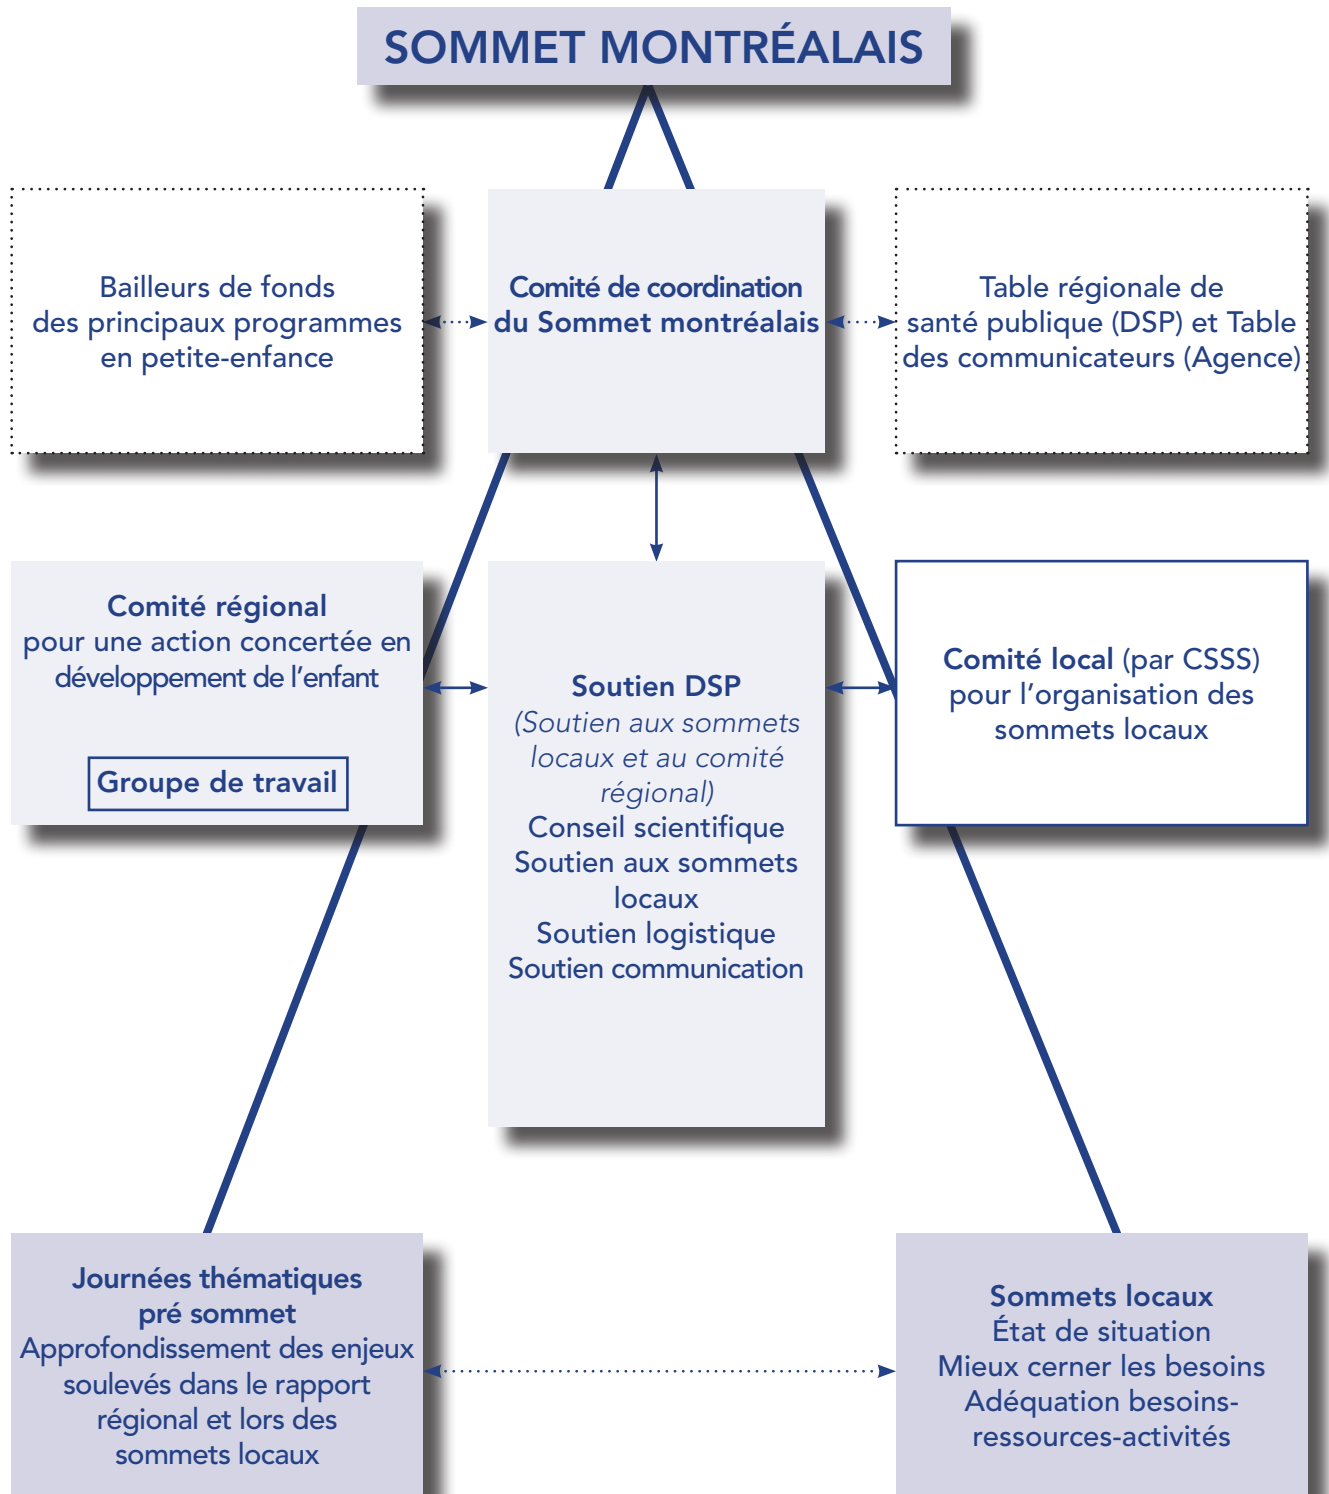 SOMMET MONTRÉALAIS
Bailleurs de fonds
des principaux programmes
en petite-enfance
Comité de coordination
du Sommet montréalais
Table régionale de
santé publique (DSP) et Table
des communicateurs (Agence)
Comité régional
pour une action concertée en
développement de l'enfant
Groupe de travail
Soutien DSP
(Soutien aux sommets
locaux et au comité
régional)
Conseil scientifique
Soutien aux sommets
locaux
Soutien logistique
Soutien communication
Comité local (par CSSS)
pour l'organisation des
sommets locaux
Journées thématiques
pré sommet
Approfondissement des enjeux
soulevés dans le rapport
régional et lors des
sommets locaux
Sommets locaux
État de situation
Mieux cerner les besoins
Adéquation besoins-
ressources-activités